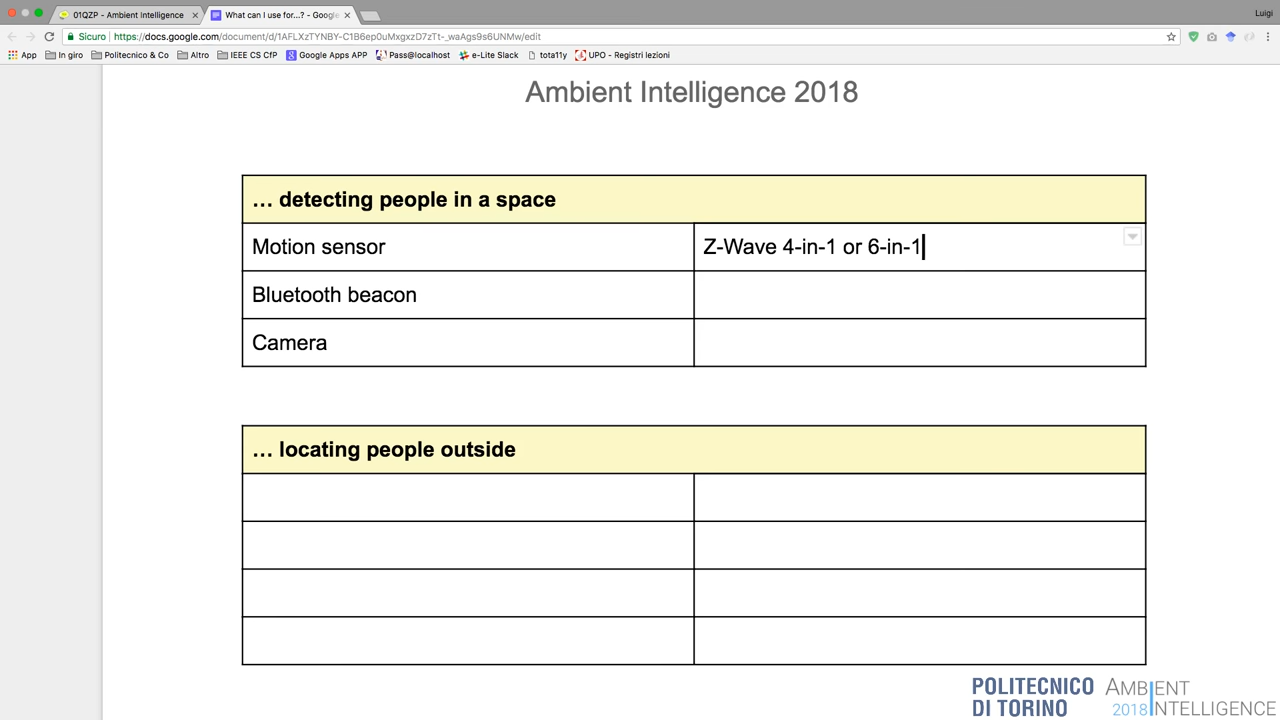 01QZP - Ambient Intelligence
What can I use for...? - Google
Luigi
Sicuro
https://docs.google.com/document/d/1AFLXzTYNBY-C1B6ep0uMxgxzD7zTt-_waAgs9s6UNMw/edit
App In giro Politecnico & Co Altro IEEE CS CfP Google Apps APP Pass@localhost e-Lite Slack tota11y UPO - Registri lezioni
Ambient Intelligence 2018
… detecting people in a space
Motion sensor Z-Wave 4-in-1 or 6-in-1
Bluetooth beacon
Camera
… locating people outside
POLITECNICO
DI TORINO
AMBIENT
2018 INTELLIGENCE